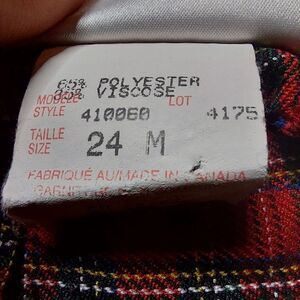 65% POLYESTER
35% VISCOSE
MODELE LOT
STYLE 410060 4175
TAILLE
SIZE 24 M
FABRIQUÉ AU/MADE IN CANADA